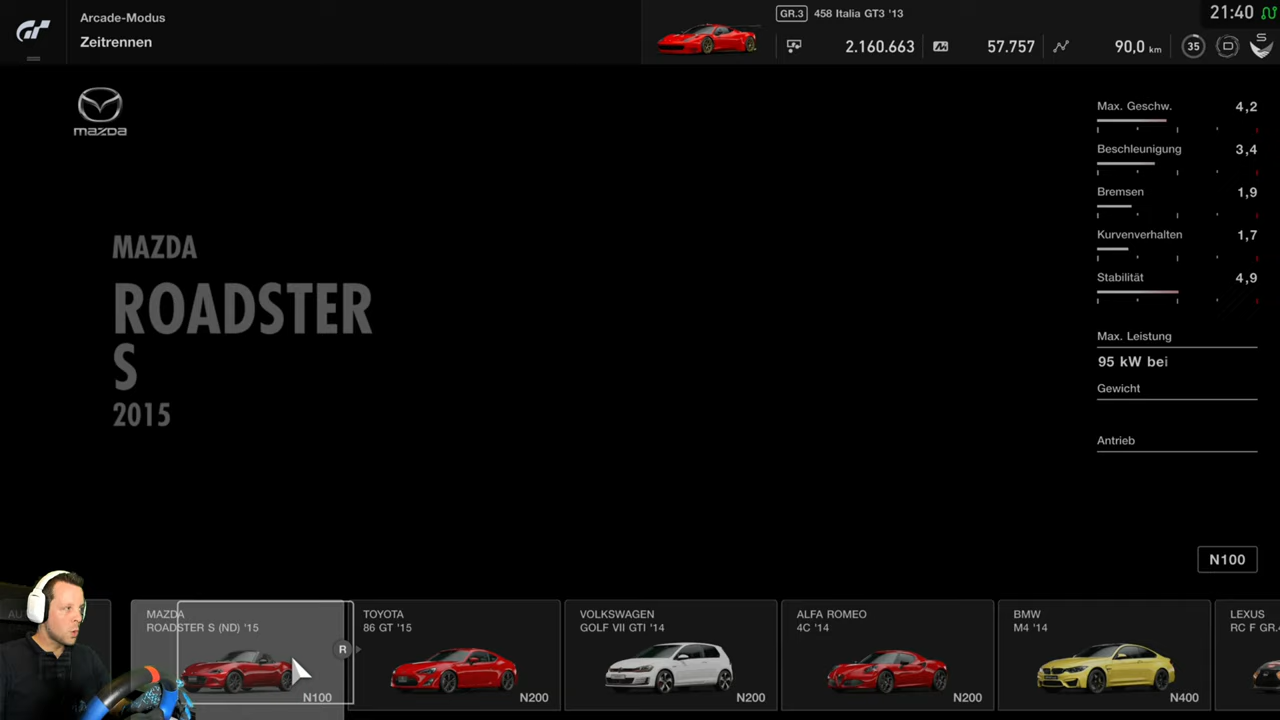 Arcade-Modus
Zeitrennen
GR.3 458 Italia GT3 '13
2.160.663
57.757
90,0 km
35
D
S
21:40
mazda
Max. Geschw. 4,2
Beschleunigung 3,4
Bremsen 1,9
Kurvenverhalten 1,7
Stabilität 4,9
Max. Leistung
95 kW bei
Gewicht
Antrieb
MAZDA
ROADSTER
S
2015
N100
MAZDA
ROADSTER S (ND) '15
N100
R
TOYOTA
86 GT '15
N200
VOLKSWAGEN
GOLF VII GTI '14
N200
ALFA ROMEO
4C '14
N200
BMW
M4 '14
N400
LEXUS
RC F GR.